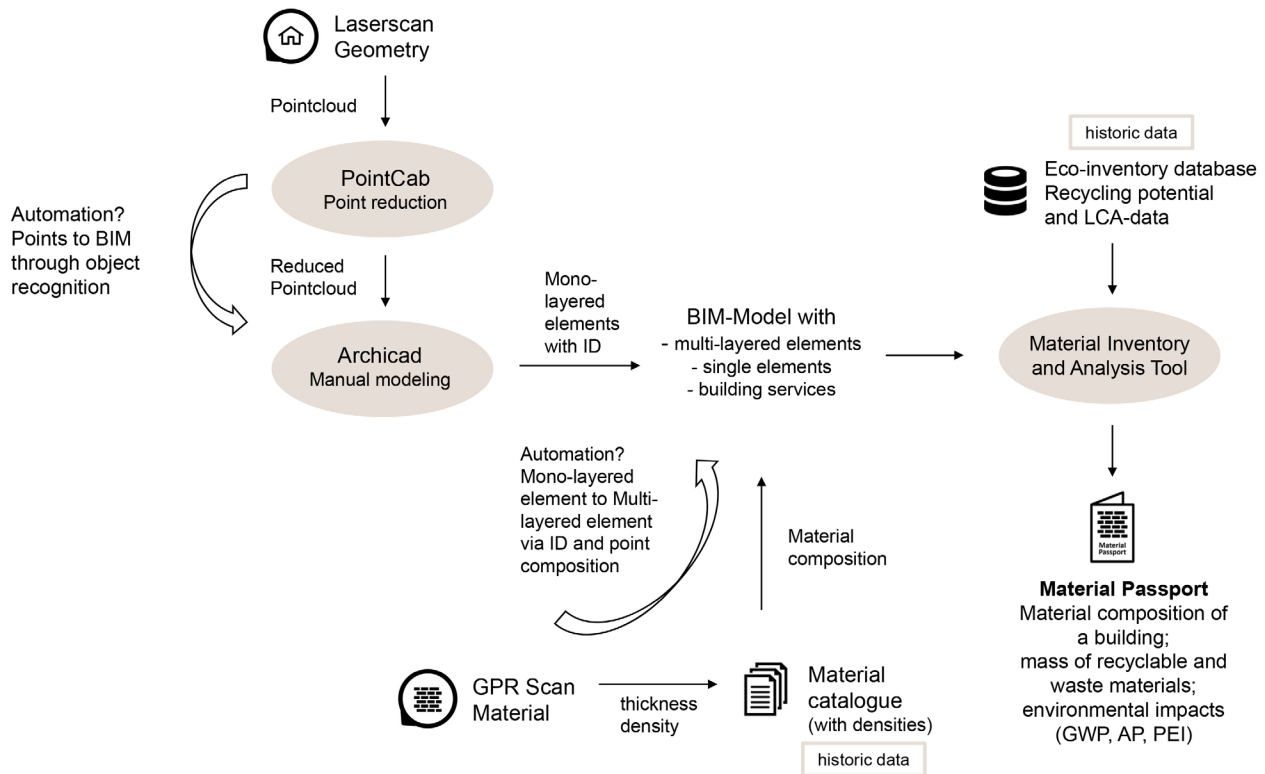 Laserscan
Geometry
Pointcloud
PointCab
Point reduction
Automation?
Points to BIM
through object
recognition
Reduced
Pointcloud
Archicad
Manual modeling
Mono-
layered
elements
with ID
BIM-Model with
- multi-layered elements
- single elements
- building services
historic data
Eco-inventory database
Recycling potential
and LCA-data
Material Inventory
and Analysis Tool
Automation?
Mono-layered
element to Multi-
layered element
via ID and point
composition
Material
composition
GPR Scan
Material
thickness
density
Material
catalogue
(with densities)
historic data
Material
Passport
Material Passport
Material composition of
a building;
mass of recyclable and
waste materials;
environmental impacts
(GWP, AP, PEI)